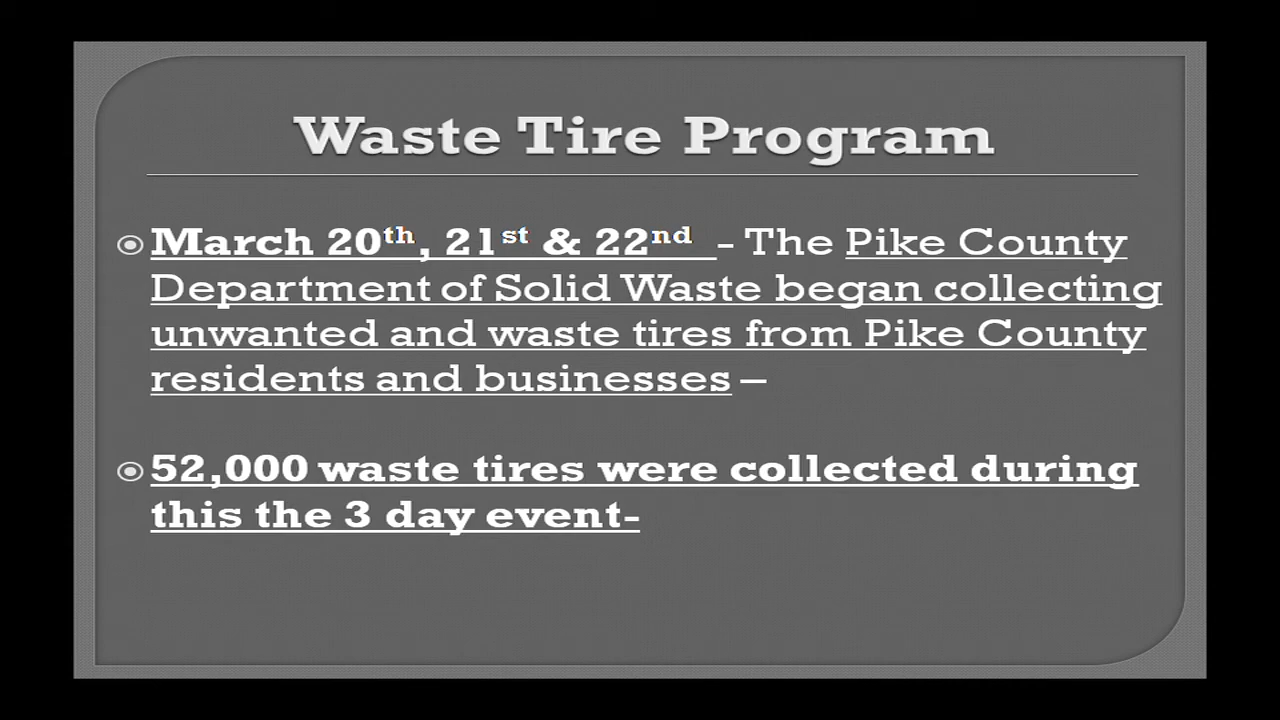 Waste Tire Program
March 20th, 21st & 22nd - The Pike County
Department of Solid Waste began collecting
unwanted and waste tires from Pike County
residents and businesses –
52,000 waste tires were collected during
this the 3 day event-